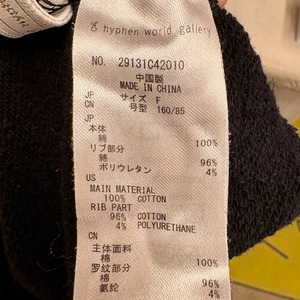 e hyphen world gallery
NO. 29131C42010
中国製
MADE IN CHINA
JP サイズ F
CN 号型 160/85
JP
本体
綿 100%
リブ部分
綿 96%
ポリウレタン 4%
US
MAIN MATERIAL
100% COTTON
RIB PART
96% COTTON
4% POLYURETHANE
CN
主体面料
棉 100%
罗纹部分
棉 96%
氨纶 4%